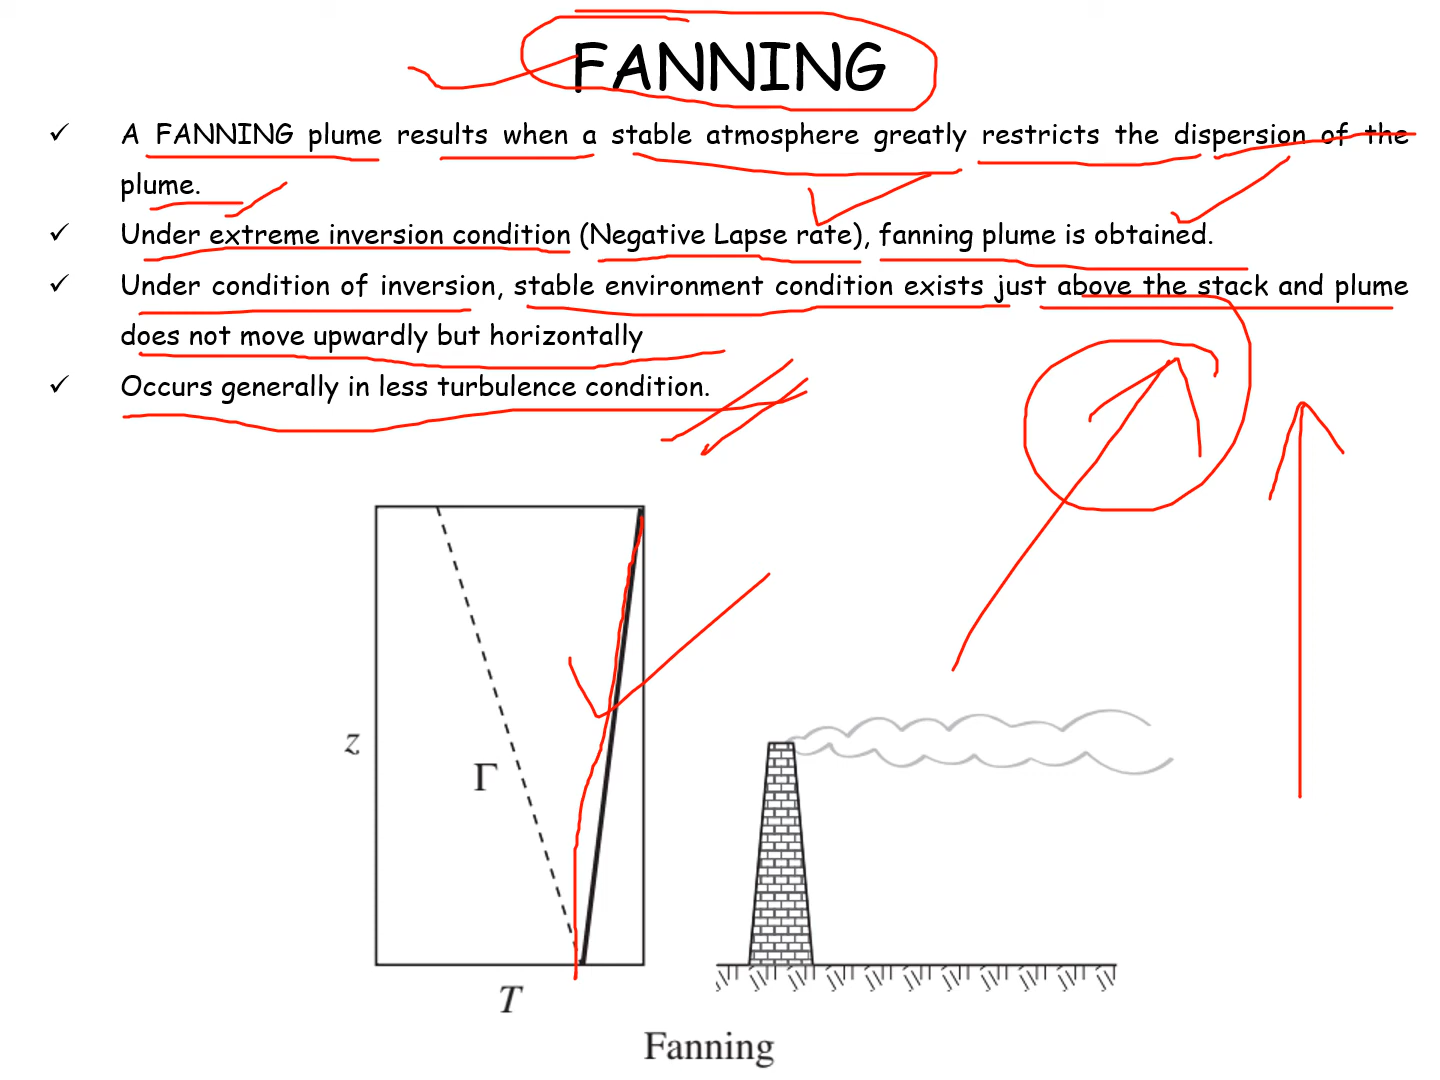 FANNING
✓ A FANNING plume results when a stable atmosphere greatly restricts the dispersion of the
plume.
✓ Under extreme inversion condition (Negative Lapse rate), fanning plume is obtained.
✓ Under condition of inversion, stable environment condition exists just above the stack and plume
does not move upwardly but horizontally
✓ Occurs generally in less turbulence condition.
z
Γ
T
Fanning